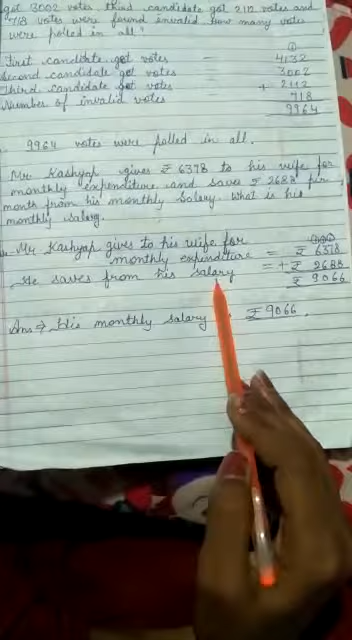 got 3002 votes, third candidate got 2112 votes and
918 votes were found invalid. How many votes
were polled in all?
First candidate got votes - 4132
Second candidate got votes - 3002
Third candidate got votes - + 2112
Number of invalid votes 918
9964
9964 votes were polled in all.
Mr. Kashyap gives ₹ 6378 to his wife for
monthly expenditure and saves ₹ 2688 per
month from his monthly salary. What is his
monthly salary.
Mr Kashyap gives to his wife for
monthly expenditure = ₹ 6378
He saves from his salary = + ₹ 2688
₹ 9066
Ans ⇒ His monthly salary ₹ 9066.